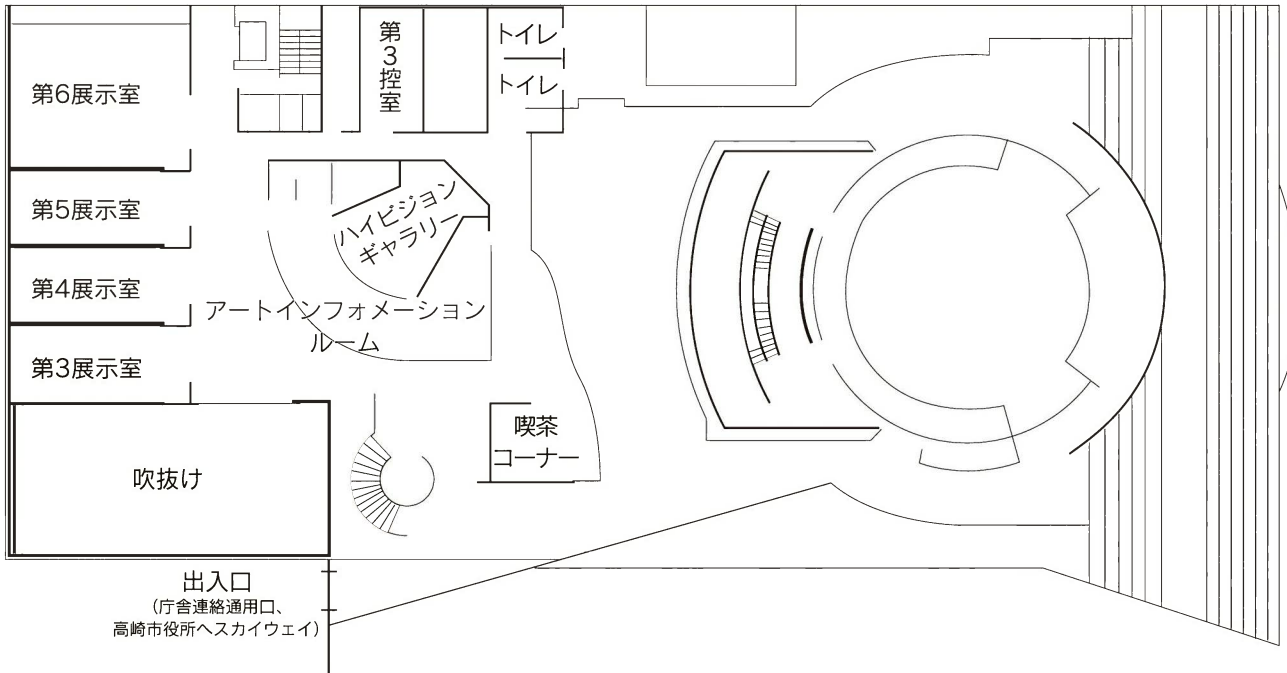 トイレ
第3控室
トイレ
第6展示室
ハイビジョン
ギャラリー
第5展示室
第4展示室
アートインフォメーション
ルーム
第3展示室
喫茶
コーナー
吹抜け
出入口
（庁舎連絡通用口、
高崎市役所へスカイウェイ）